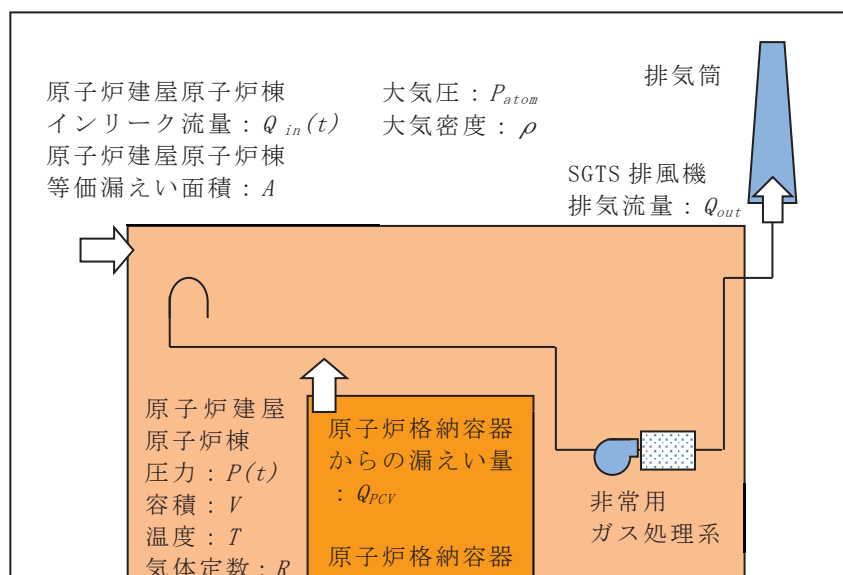 原子炉建屋原子炉棟
インリーク流量：Q in(t)
原子炉建屋原子炉棟
等価漏えい面積：A
大気圧：Patom
大気密度：ρ
排気筒
SGTS 排風機
排気流量：Qout
原子炉建屋
原子炉棟
圧力：P(t)
容積：V
温度：T
気体定数：R
原子炉格納容器
からの漏えい量
：QPCV
原子炉格納容器
非常用
ガス処理系